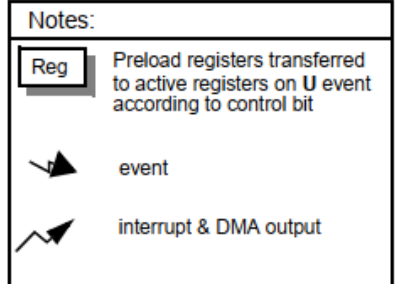 Notes:
Reg
Preload registers transferred
to active registers on U event
according to control bit
event
interrupt & DMA output